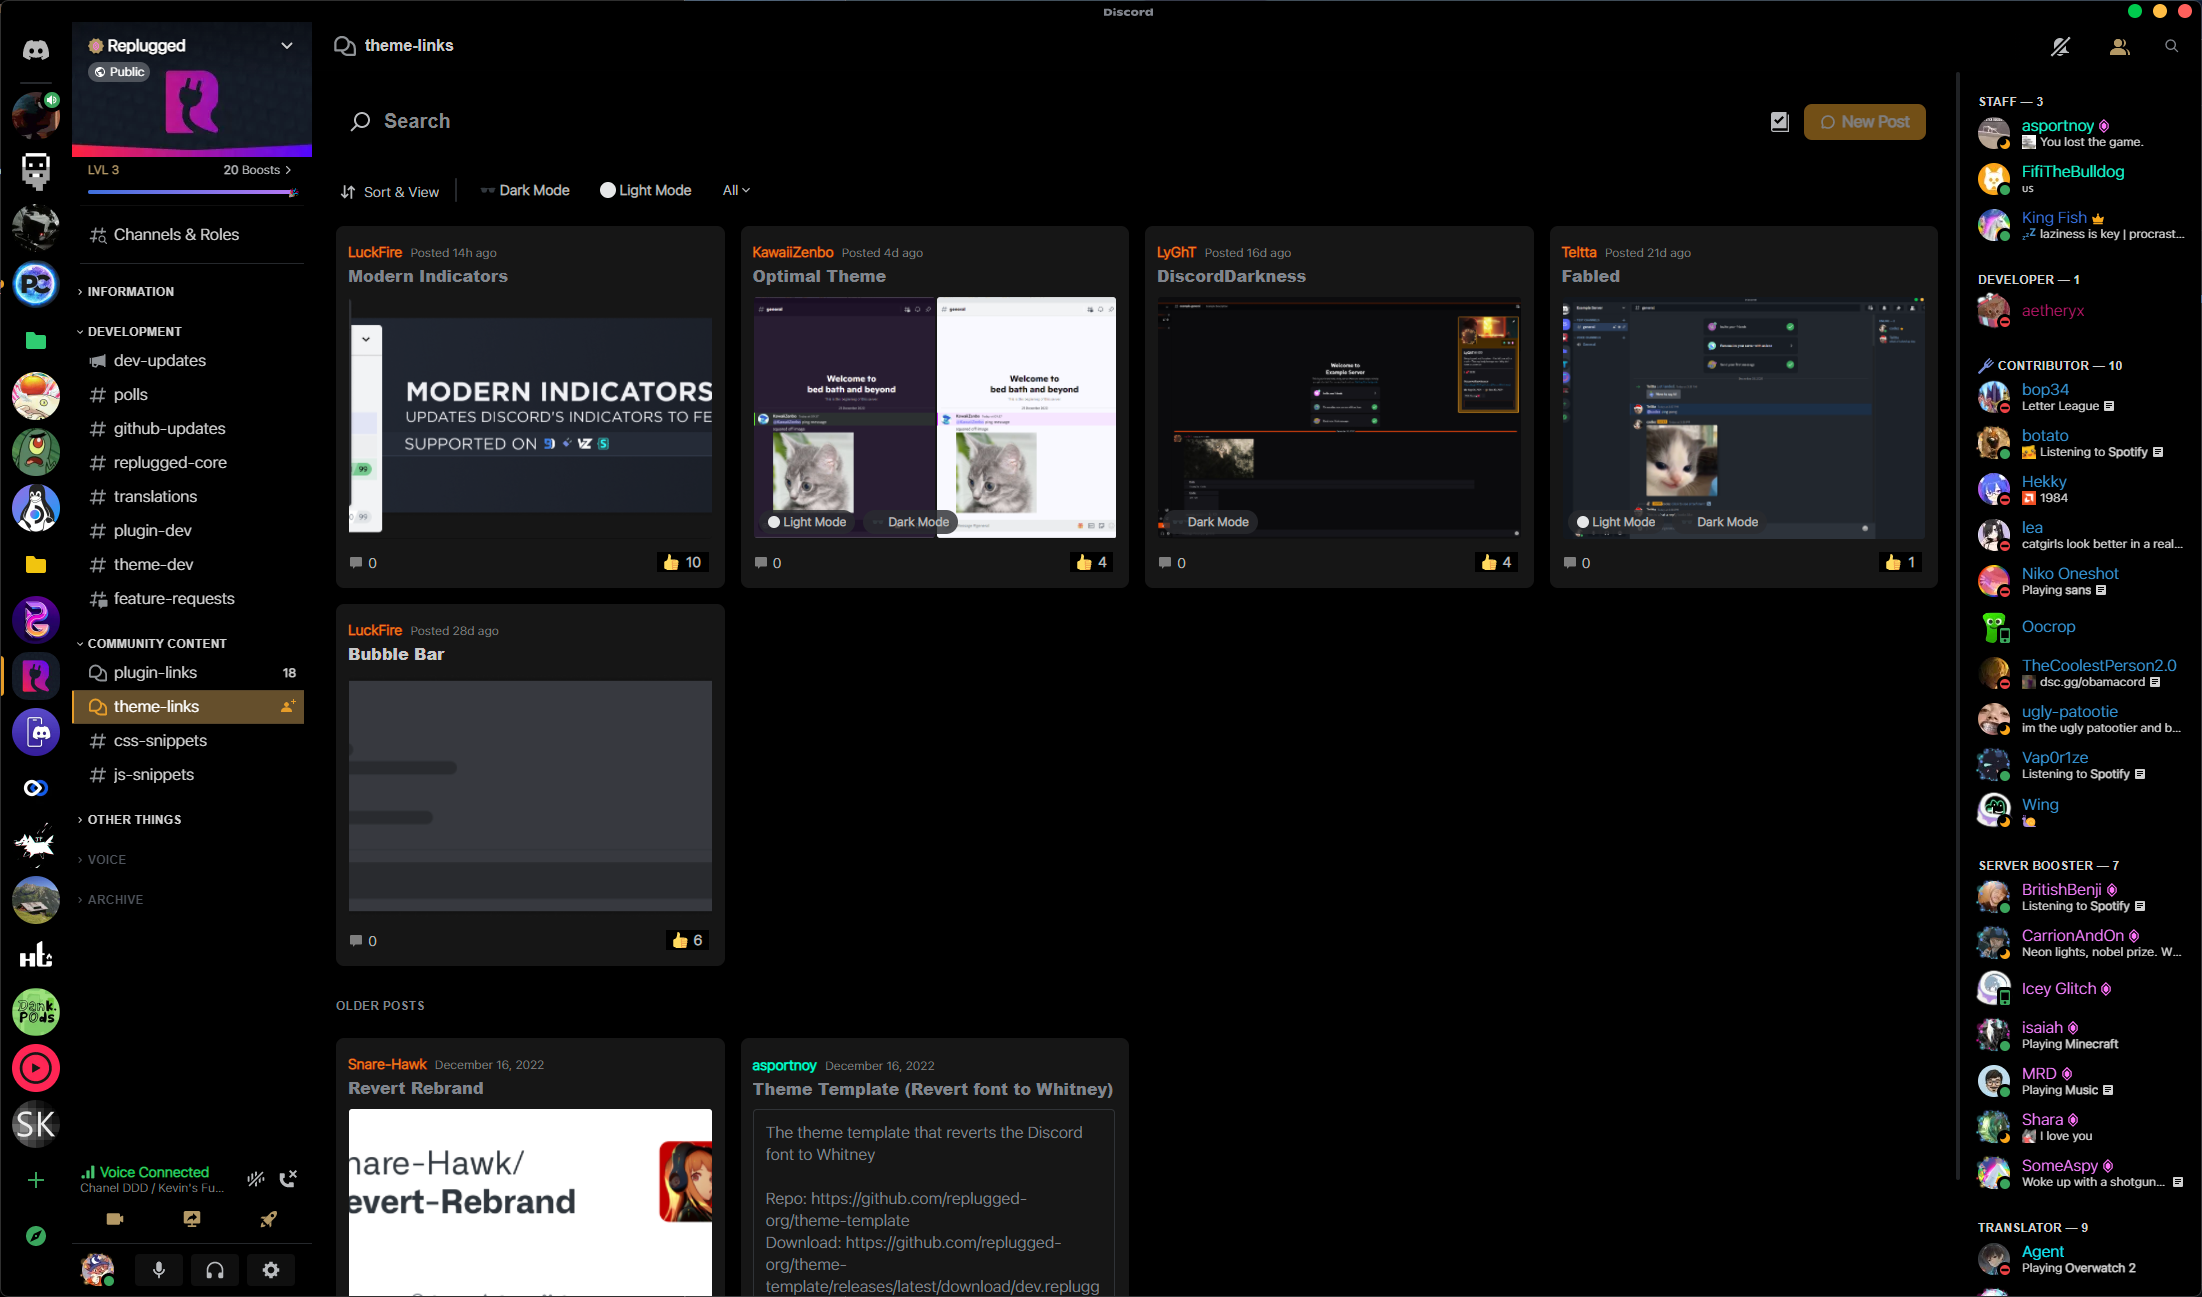 Discord
Replugged
Public
LVL 3
20 Boosts
Channels & Roles
INFORMATION
DEVELOPMENT
dev-updates
polls
github-updates
replugged-core
translations
plugin-dev
theme-dev
feature-requests
COMMUNITY CONTENT
plugin-links 18
theme-links
css-snippets
js-snippets
OTHER THINGS
VOICE
ARCHIVE
Voice Connected
Chanel DDD / Kevin's Fu...
PC
Dank PODs
SK
theme-links
Search
New Post
Sort & View
Dark Mode
Light Mode
All
LuckFire Posted 14h ago
Modern Indicators
MODERN INDICATORS
UPDATES DISCORD'S INDICATORS TO FE
SUPPORTED ON
99
99
0
10
KawaiiZenbo Posted 4d ago
Optimal Theme
general
general
Welcome to
bed bath and beyond
Welcome to
bed bath and beyond
Light Mode
Dark Mode
0
4
LyGhT Posted 16d ago
DiscordDarkness
Welcome to
Example Server
Dark Mode
0
4
Teltta Posted 21d ago
Fabled
Light Mode
Dark Mode
0
1
LuckFire Posted 28d ago
Bubble Bar
0
6
OLDER POSTS
Snare-Hawk December 16, 2022
Revert Rebrand
nare-Hawk/
evert-Rebrand
asportnoy December 16, 2022
Theme Template (Revert font to Whitney)
The theme template that reverts the Discord
font to Whitney
Repo: https://github.com/replugged-
org/theme-template
Download: https://github.com/replugged-
org/theme-
template/releases/latest/download/dev.replugg
STAFF — 3
asportnoy
You lost the game.
FifiTheBulldog
us
King Fish
laziness is key | procrast...
DEVELOPER — 1
aetheryx
CONTRIBUTOR — 10
bop34
Letter League
botato
Listening to Spotify
Hekky
1984
lea
catgirls look better in a real...
Niko Oneshot
Playing sans
Oocrop
TheCoolestPerson2.0
dsc.gg/obamacord
ugly-patootie
im the ugly patootier and b...
Vap0r1ze
Listening to Spotify
Wing
SERVER BOOSTER — 7
BritishBenji
Listening to Spotify
CarrionAndOn
Neon lights, nobel prize. W...
Icey Glitch
isaiah
Playing Minecraft
MRD
Playing Music
Shara
I love you
SomeAspy
Woke up with a shotgun...
TRANSLATOR — 9
Agent
Playing Overwatch 2